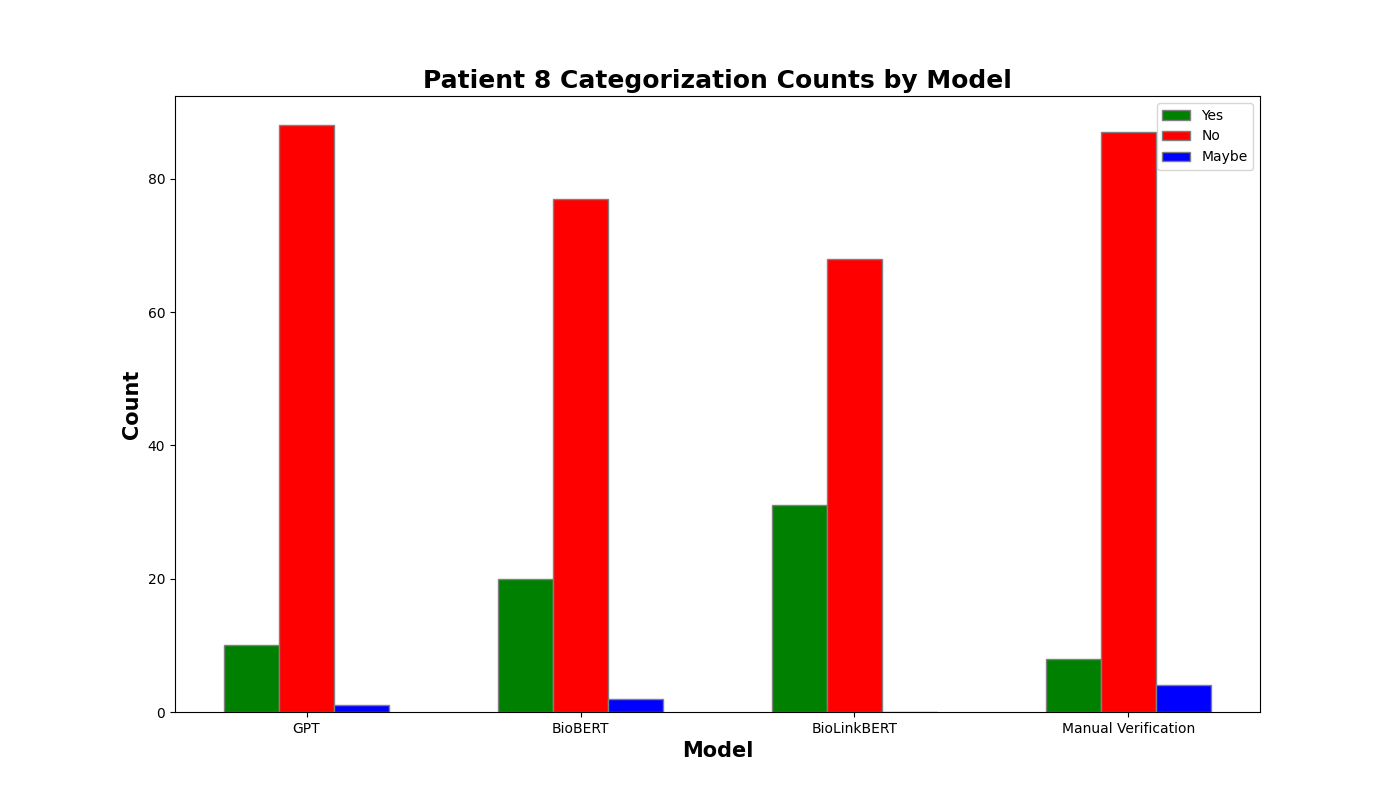 Patient 8 Categorization Counts by Model
Yes
No
Maybe
80
60
40
20
0
Count
GPT
BioBERT
BioLinkBERT
Manual Verification
Model